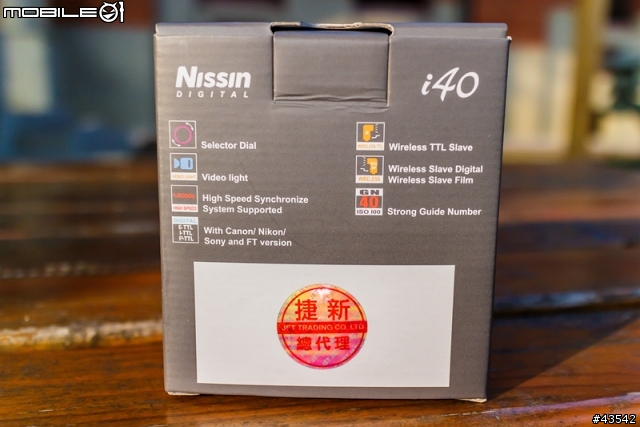 MOBILE01
NISSIN
DIGITAL
i40
Selector Dial
Video light
High Speed Synchronize
System Supported
DIGITAL
E-TTL
I-TTL
P-TTL
With Canon/ Nikon/
Sony and FT version
Wireless TTL Slave
WIRELESS
Wireless Slave Digital
Wireless Slave Film
GN
40
ISO 100
Strong Guide Number
捷新
JET TRADING CO., LTD
總代理
#43542